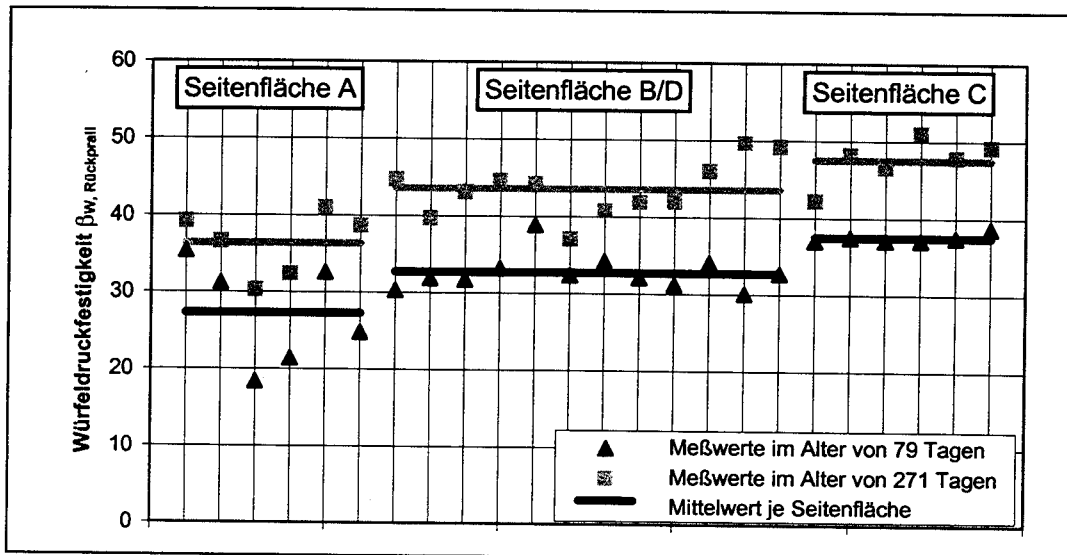 60
50
40
30
20
10
0
Würfeldruckfestigkeit βW, Rückprall
Seitenfläche A
Seitenfläche B/D
Seitenfläche C
Meßwerte im Alter von 79 Tagen
Meßwerte im Alter von 271 Tagen
Mittelwert je Seitenfläche